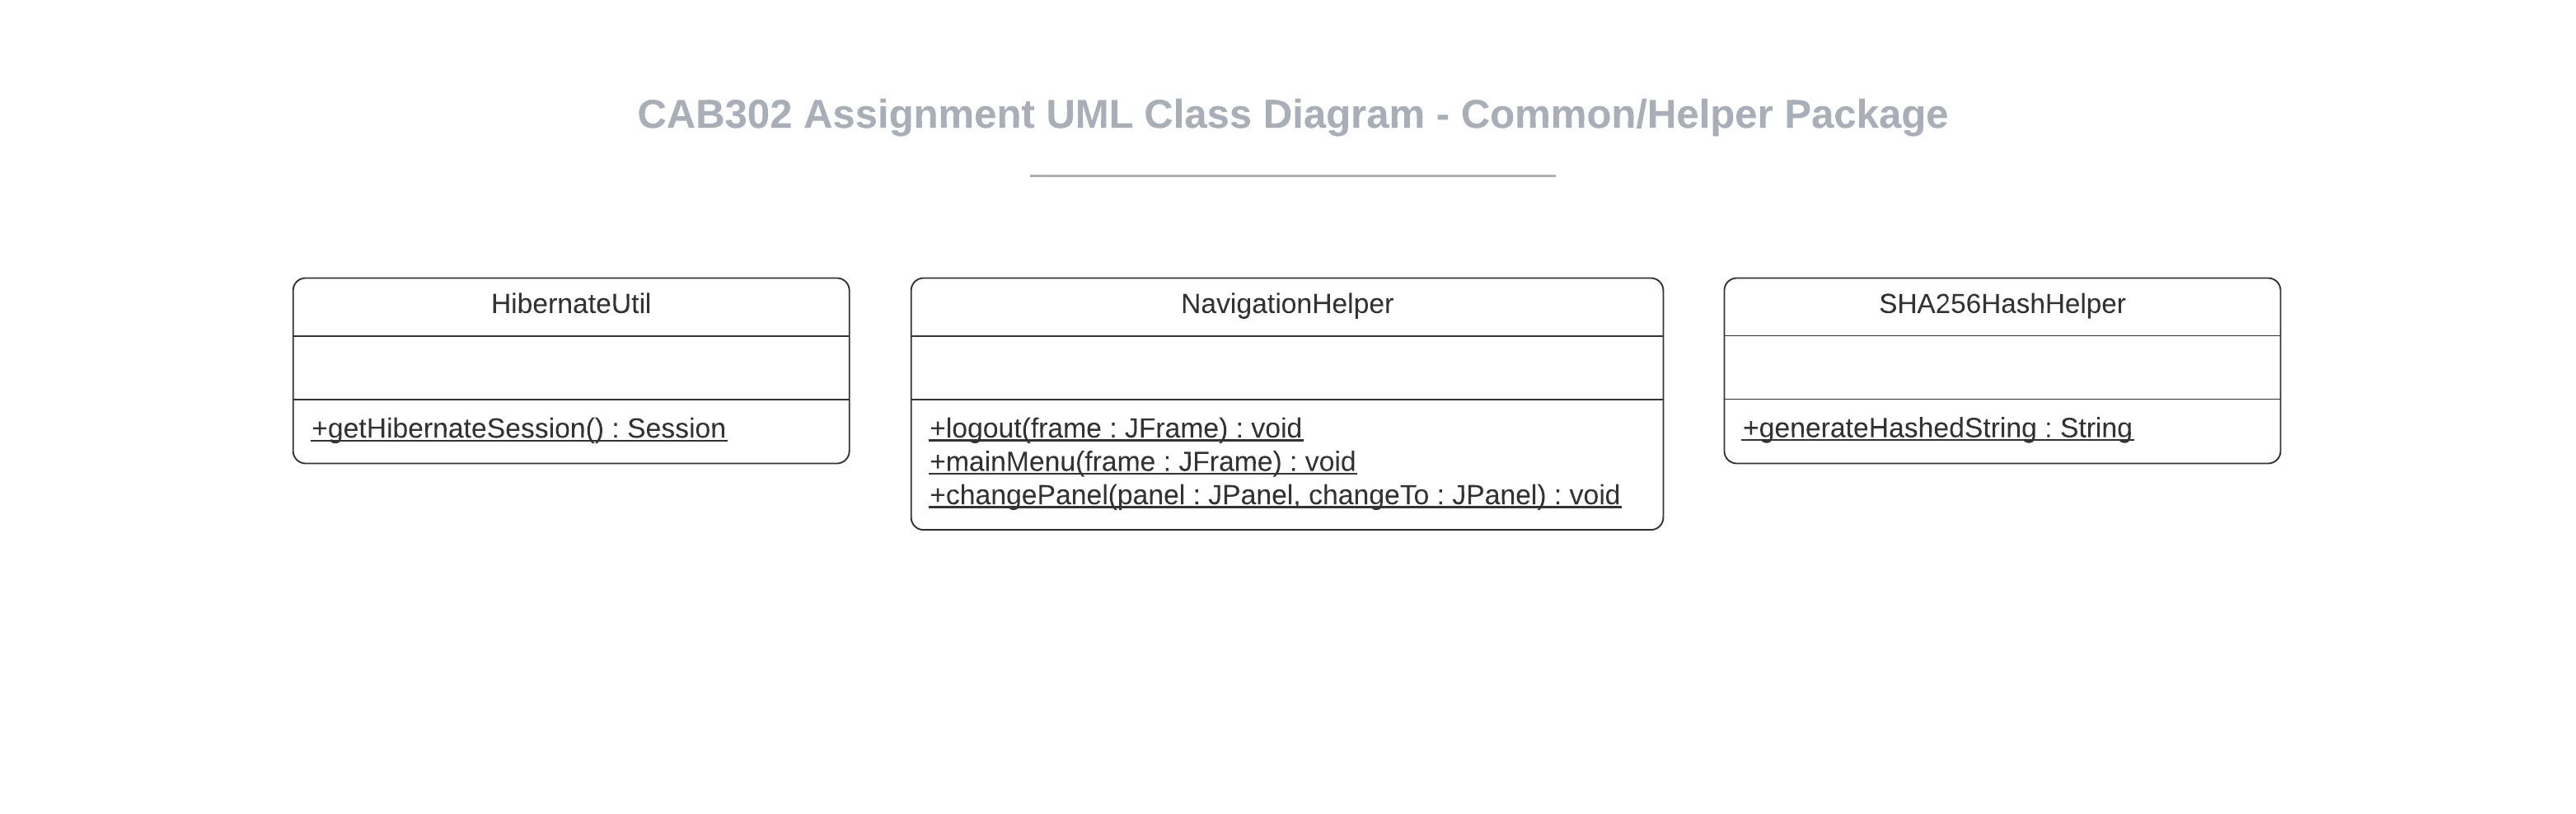 CAB302 Assignment UML Class Diagram - Common/Helper Package
HibernateUtil
+getHibernateSession() : Session
NavigationHelper
+logout(frame : JFrame) : void
+mainMenu(frame : JFrame) : void
+changePanel(panel : JPanel, changeTo : JPanel) : void
SHA256HashHelper
+generateHashedString : String